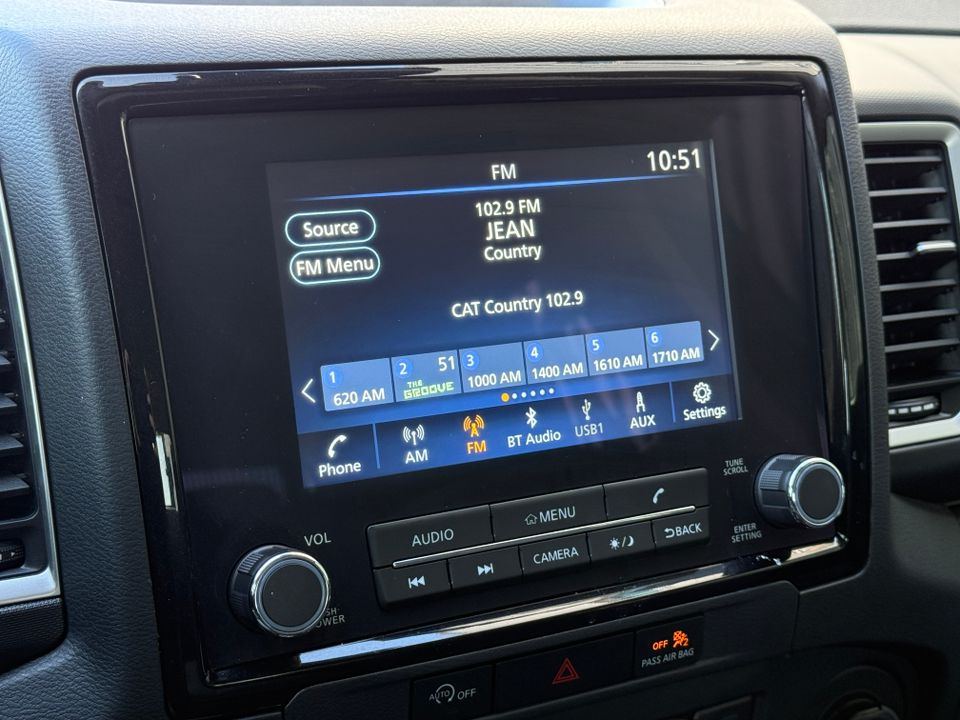 FM
10:51
Source
FM Menu
102.9 FM
JEAN
Country
CAT Country 102.9
1
620 AM
2
51
THE
GROOVE
3
1000 AM
4
1400 AM
5
1610 AM
6
1710 AM
Phone
AM
FM
BT Audio
USB1
AUX
Settings
VOL
AUDIO
MENU
TUNE
SCROLL
CAMERA
BACK
ENTER
SETTING
AUTO OFF
OFF 2
PASS AIR BAG